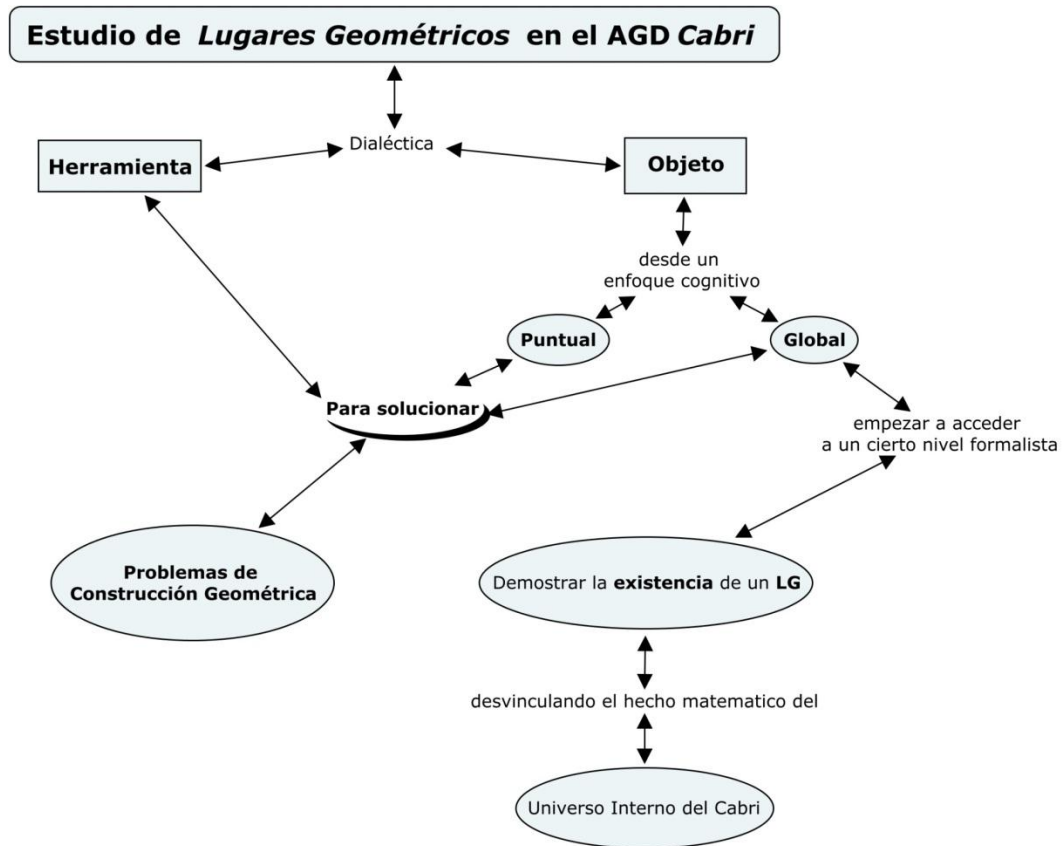 Estudio de Lugares Geométricos en el AGD Cabri
Dialéctica
Herramienta
Objeto
desde un
enfoque cognitivo
Puntual
Global
Para solucionar
empezar a acceder
a un cierto nivel formalista
Problemas de
Construcción Geométrica
Demostrar la existencia de un LG
desvinculando el hecho matematico del
Universo Interno del Cabri